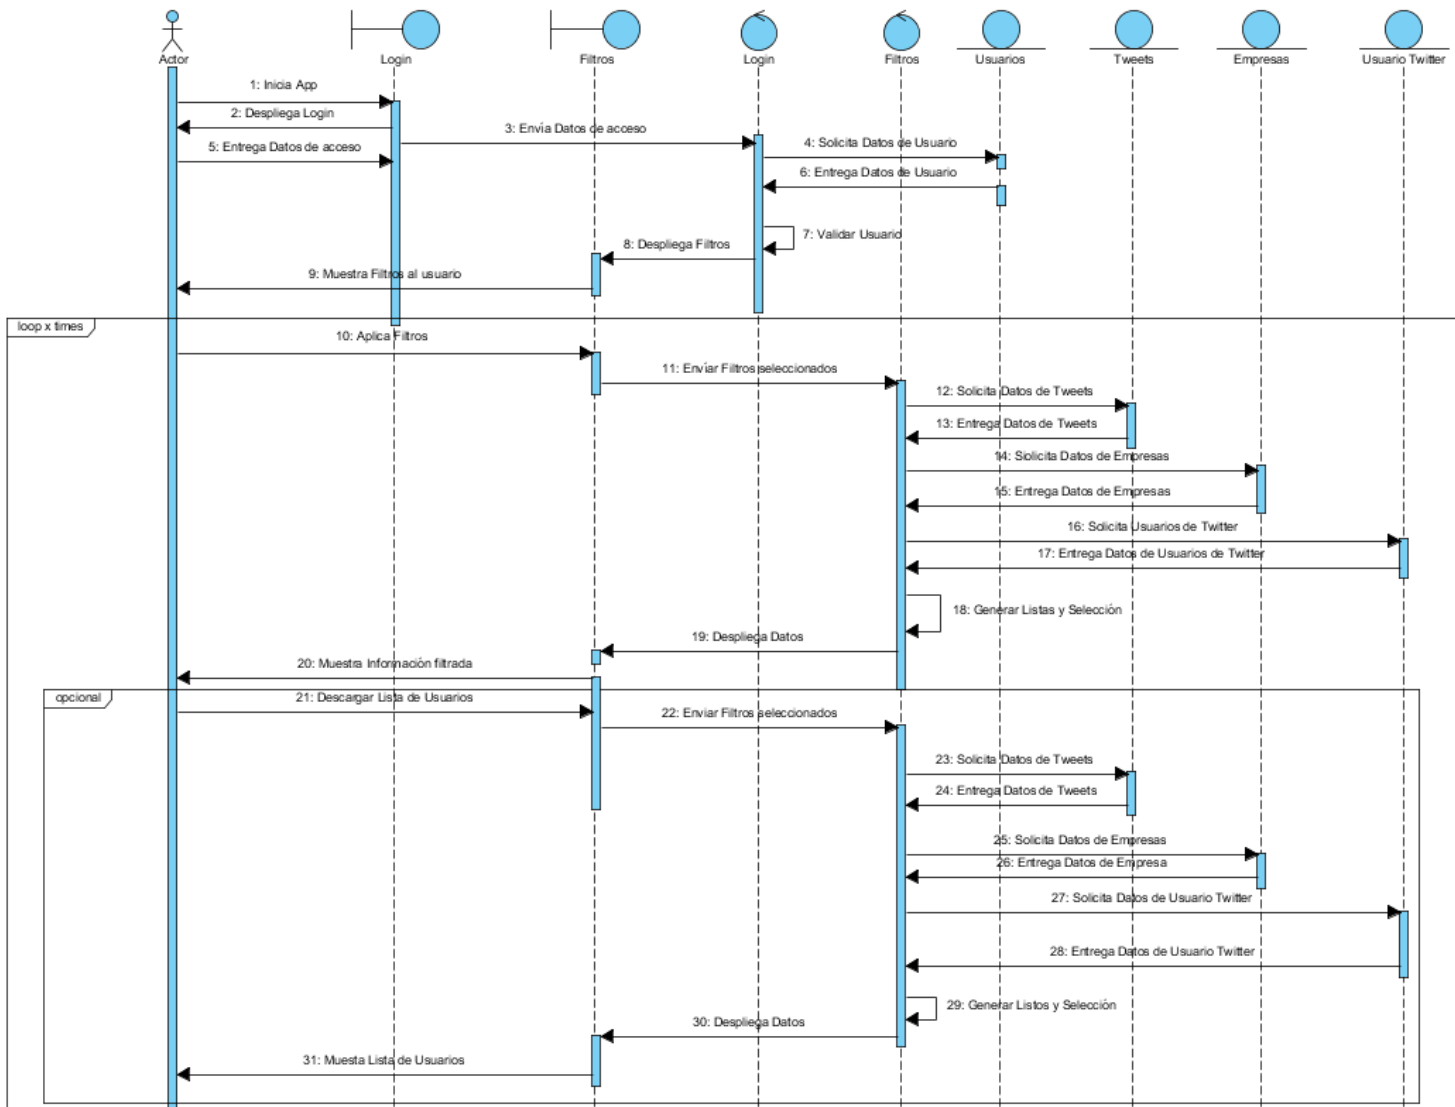 Actor
Login
Filtros
Login
Filtros
Usuarios
Tweets
Empresas
Usuario Twitter
1: Inicia App
2: Despliega Login
3: Envía Datos de acceso
4: Solicita Datos de Usuario
5: Entrega Datos de acceso
6: Entrega Datos de Usuario
7: Validar Usuario
8: Despliega Filtros
9: Muestra Filtros al usuario
loop x times
10: Aplica Filtros
11: Envíar Filtros seleccionados
12: Solicita Datos de Tweets
13: Entrega Datos de Tweets
14: Siolicita Datos de Empresas
15: Entrega Datos de Empresas
16: Solicita Usuarios de Twitter
17: Entrega Datos de Usuarios de Twitter
18: Generar Listas y Selección
19: Despliega Datos
20: Muestra Información filtrada
opcional
21: Descargar Lista de Usuarios
22: Enviar Filtros seleccionados
23: Solicita Datos de Tweets
24: Entrega Datos de Tweets
25: Solicita Datos de Empresas
26: Entrega Datos de Empresa
27: Solicita Datos de Usuario Twitter
28: Entrega Datos de Usuario Twitter
29: Generar Listos y Selección
30: Despliega Datos
31: Muesta Lista de Usuarios